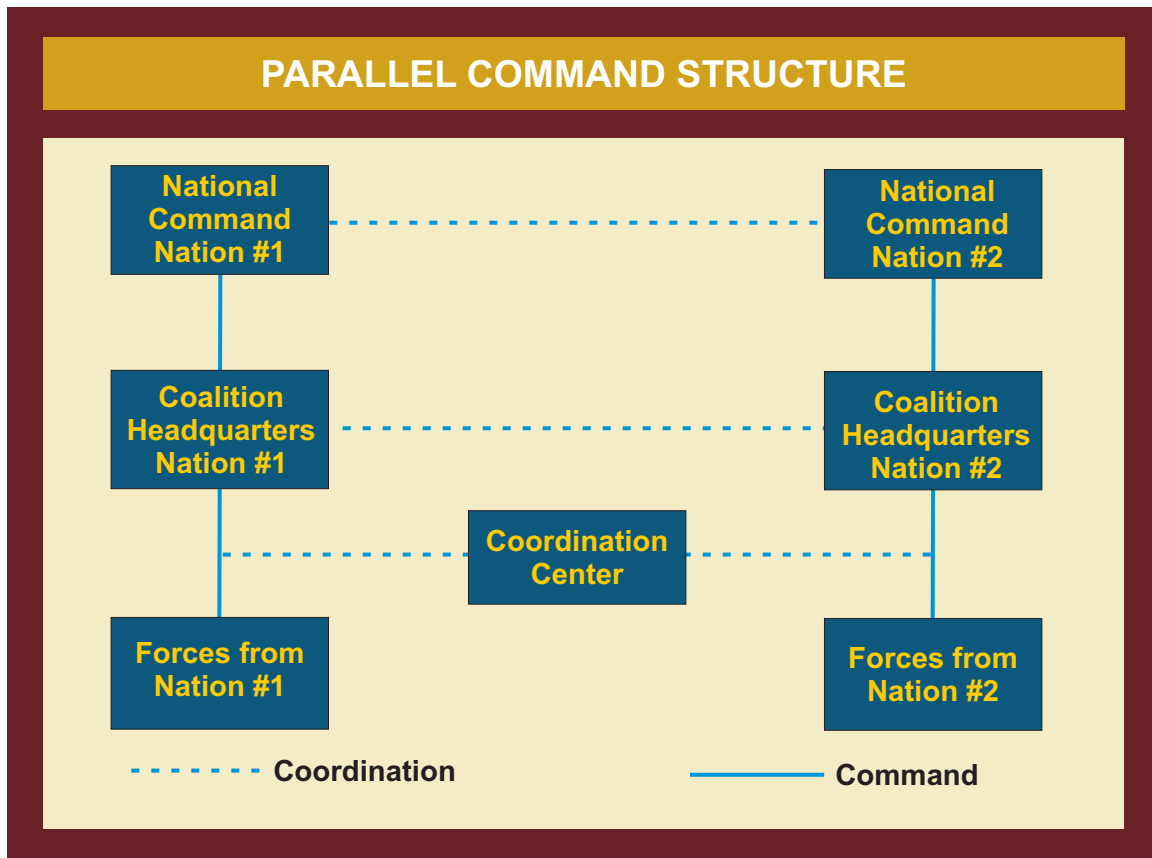 PARALLEL COMMAND STRUCTURE
National
Command
Nation #1
National
Command
Nation #2
Coalition
Headquarters
Nation #1
Coalition
Headquarters
Nation #2
Coordination
Center
Forces from
Nation #1
Forces from
Nation #2
Coordination
Command